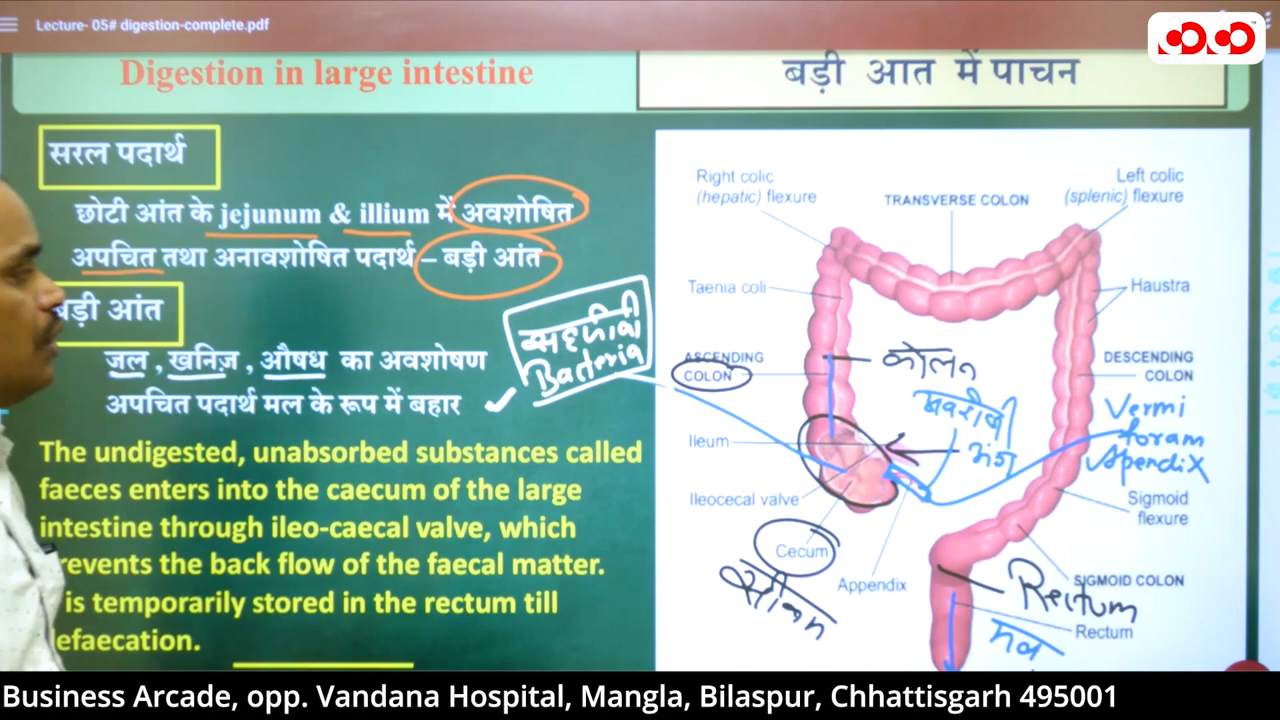 Lecture- 05# digestion-complete.pdf
Digestion in large intestine
बड़ी आत में पाचन
सरल पदार्थ
छोटी आंत के jejunum & illium में अवशोषित
अपचित तथा अनावशोषित पदार्थ – बड़ी आंत
बड़ी आंत
जल , खनिज़ , औषध का अवशोषण
अपचित पदार्थ मल के रूप में बहार
सहजीवी
Bacteria
The undigested, unabsorbed substances called
faeces enters into the caecum of the large
intestine through ileo-caecal valve, which
revents the back flow of the faecal matter.
is temporarily stored in the rectum till
efaecation.
Right colic
(hepatic) flexure
TRANSVERSE COLON
Left colic
(splenic) flexure
Taenia coli
Haustra
ASCENDING
COLON
कोलन
DESCENDING
COLON
अवशेषी
अंग
Vermi
foram
Apendix
Ileum
Ileocecal valve
Sigmoid
flexure
Cecum
सीकम
Appendix
SIGMOID COLON
Rectum
Rectum
मल
Business Arcade, opp. Vandana Hospital, Mangla, Bilaspur, Chhattisgarh 495001